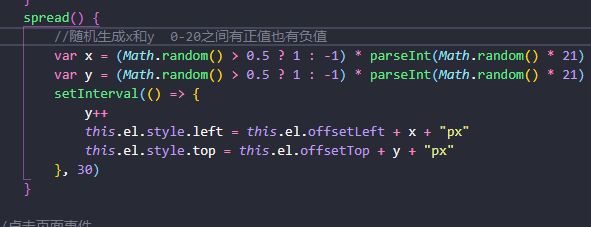 }
spread() {
//随机生成x和y  0-20之间有正值也有负值
var x = (Math.random() > 0.5 ? 1 : -1) * parseInt(Math.random() * 21)
var y = (Math.random() > 0.5 ? 1 : -1) * parseInt(Math.random() * 21)
setInterval(() => {
y++
this.el.style.left = this.el.offsetLeft + x + "px"
this.el.style.top = this.el.offsetTop + y + "px"
}, 30)
}
/点击页面事件